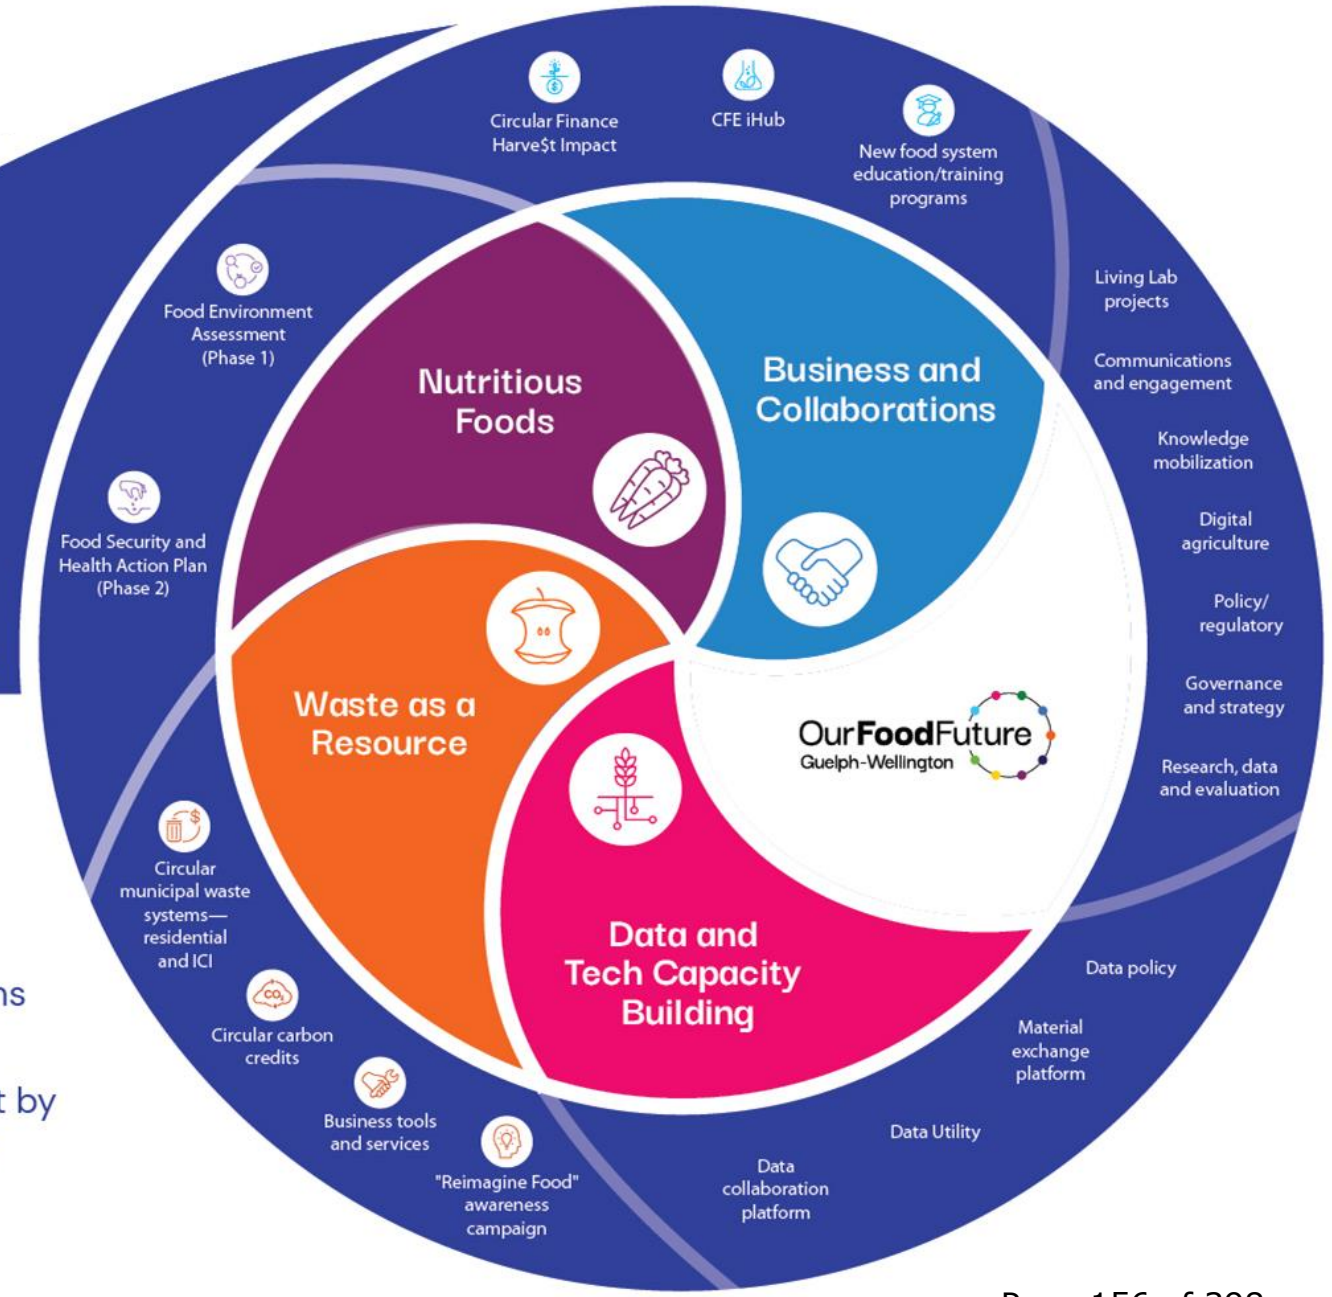 Circular Finance
Harve$t Impact
CFE iHub
New food system
education/training
programs
Living Lab
projects
Communications
and engagement
Knowledge
mobilization
Digital
agriculture
Policy/
regulatory
Governance
and strategy
Research, data
and evaluation
Data policy
Material
exchange
platform
Data Utility
Data
collaboration
platform
"Reimagine Food"
awareness
campaign
Business tools
and services
CO₂
Circular carbon
credits
$
Circular
municipal waste
systems—
residential
and ICI
Food Security and
Health Action Plan
(Phase 2)
Food Environment
Assessment
(Phase 1)
$
Nutritious
Foods
Business and
Collaborations
Waste as a
Resource
Data and
Tech Capacity
Building
OurFoodFuture
Guelph-Wellington
t by